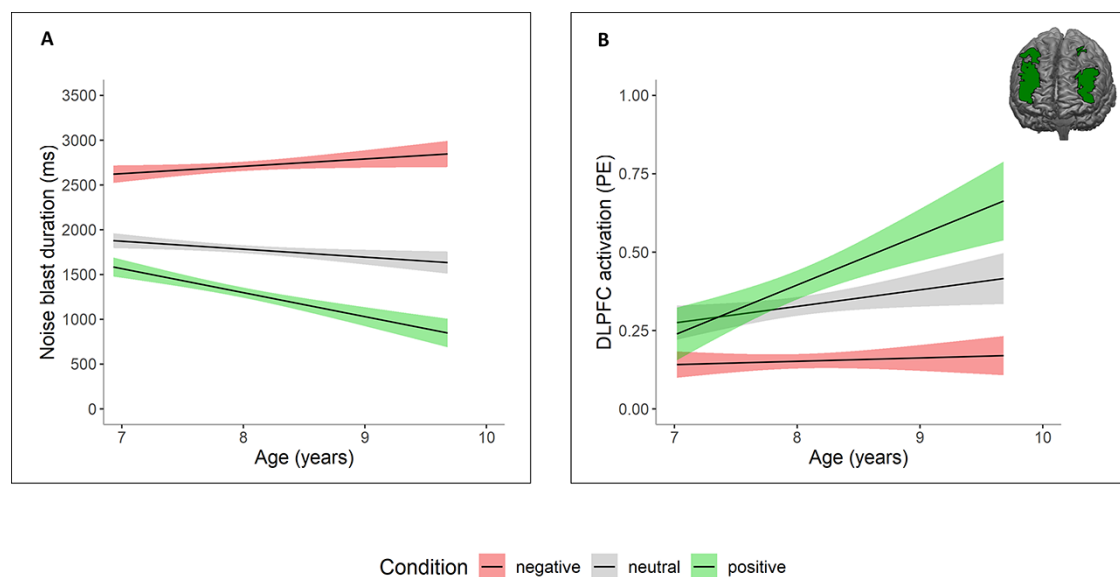 A
Noise blast duration (ms)
3500
3000
2500
2000
1500
1000
500
0
7 8 9 10
Age (years)
B
DLPFC activation (PE)
1.00
0.75
0.50
0.25
0.00
7 8 9 10
Age (years)
Condition negative neutral positive